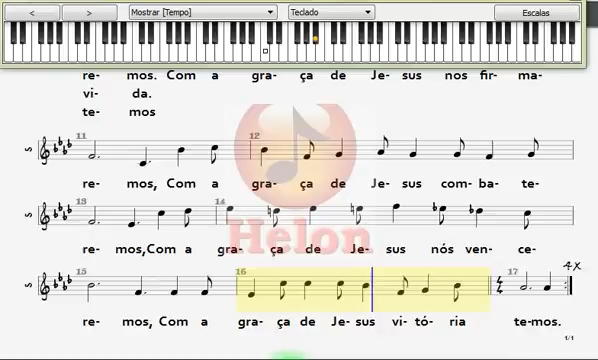 < > Mostrar [Tempo] Teclado Escalas
re- mos. Com a gra- ça de Je- sus nos fir- ma-
vi- da.
te- mos
11 12
s
re- mos, Com a gra- ça de Je- sus com- ba- te-
13 14
s
re- mos,Com a gra- ça de Je- sus nós ven- ce-
Helon
15 16 17 4X
s
re- mos, Com a gra- ça de Je- sus vi- tó- ria te-mos.
1/1